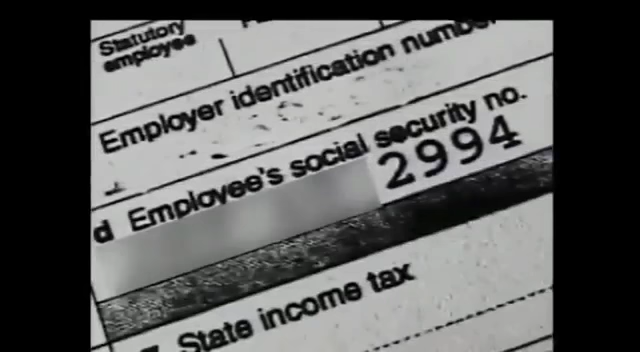 Statutory
employee
Employer identification number
d Employee's social security no.
2994
State income tax